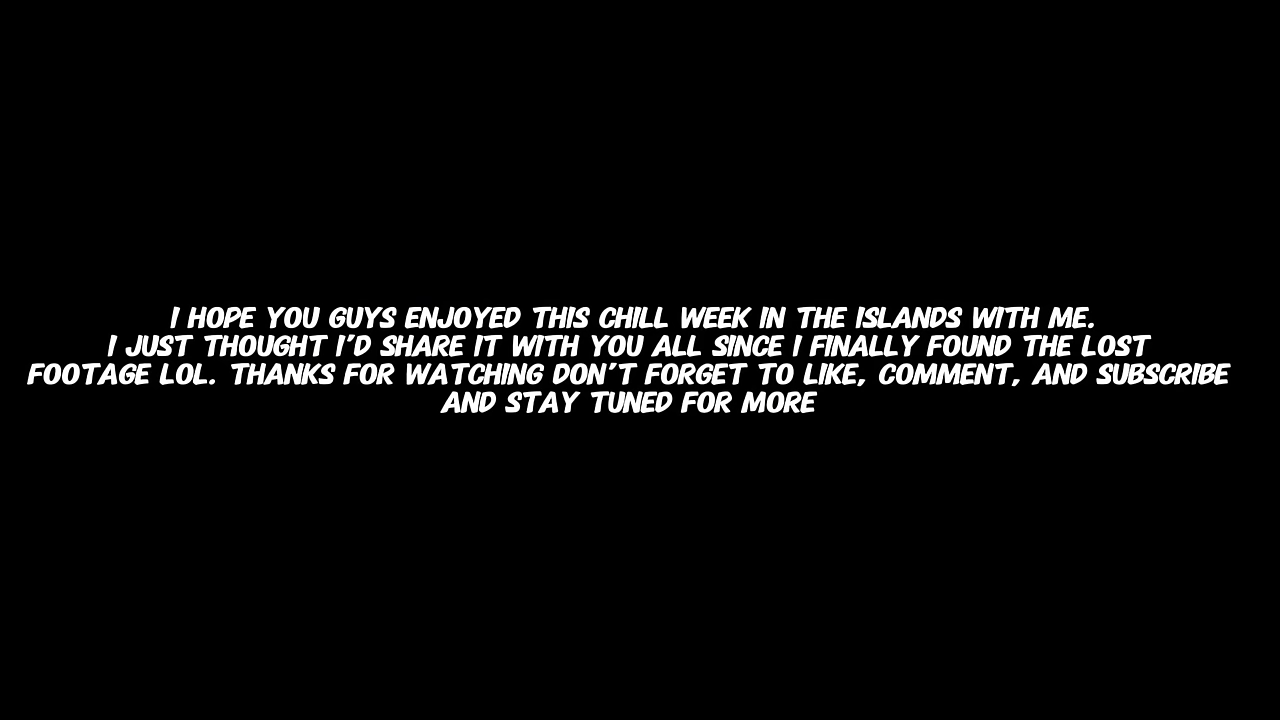 I HOPE YOU GUYS ENJOYED THIS CHILL WEEK IN THE ISLANDS WITH ME.
I JUST THOUGHT I'D SHARE IT WITH YOU ALL SINCE I FINALLY FOUND THE LOST
FOOTAGE LOL. THANKS FOR WATCHING DON'T FORGET TO LIKE, COMMENT, AND SUBSCRIBE
AND STAY TUNED FOR MORE